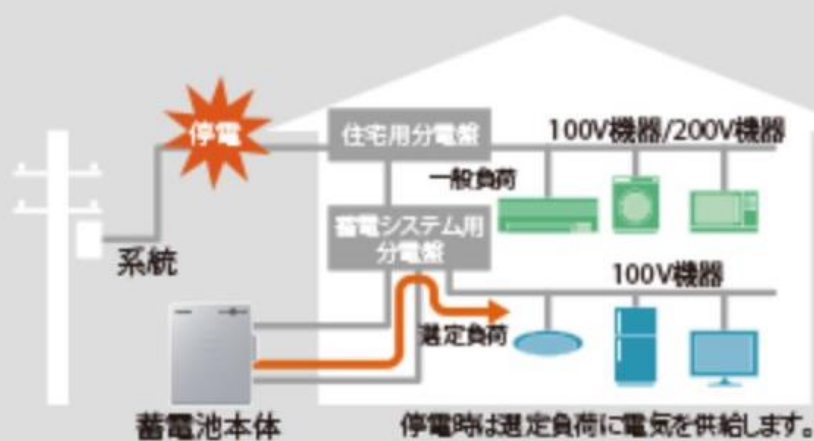 停電
住宅用分電盤
100V機器/200V機器
一般負荷
蓄電システム用
分電盤
系統
100V機器
選定負荷
蓄電池本体
停電時は選定負荷に電気を供給します。